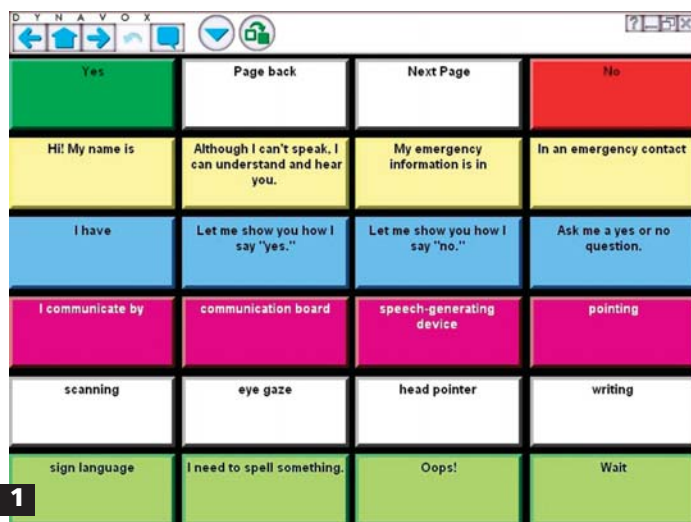 DYNAVOX
Yes
Page back
Next Page
No
Hi! My name is
Although I can't speak, I
can understand and hear
you.
My emergency
information is in
In an emergency contact
I have
Let me show you how I
say "yes."
Let me show you how I
say "no."
Ask me a yes or no
question.
I communicate by
communication board
speech-generating
device
pointing
scanning
eye gaze
head pointer
writing
sign language
I need to spell something.
Oops!
Wait
1